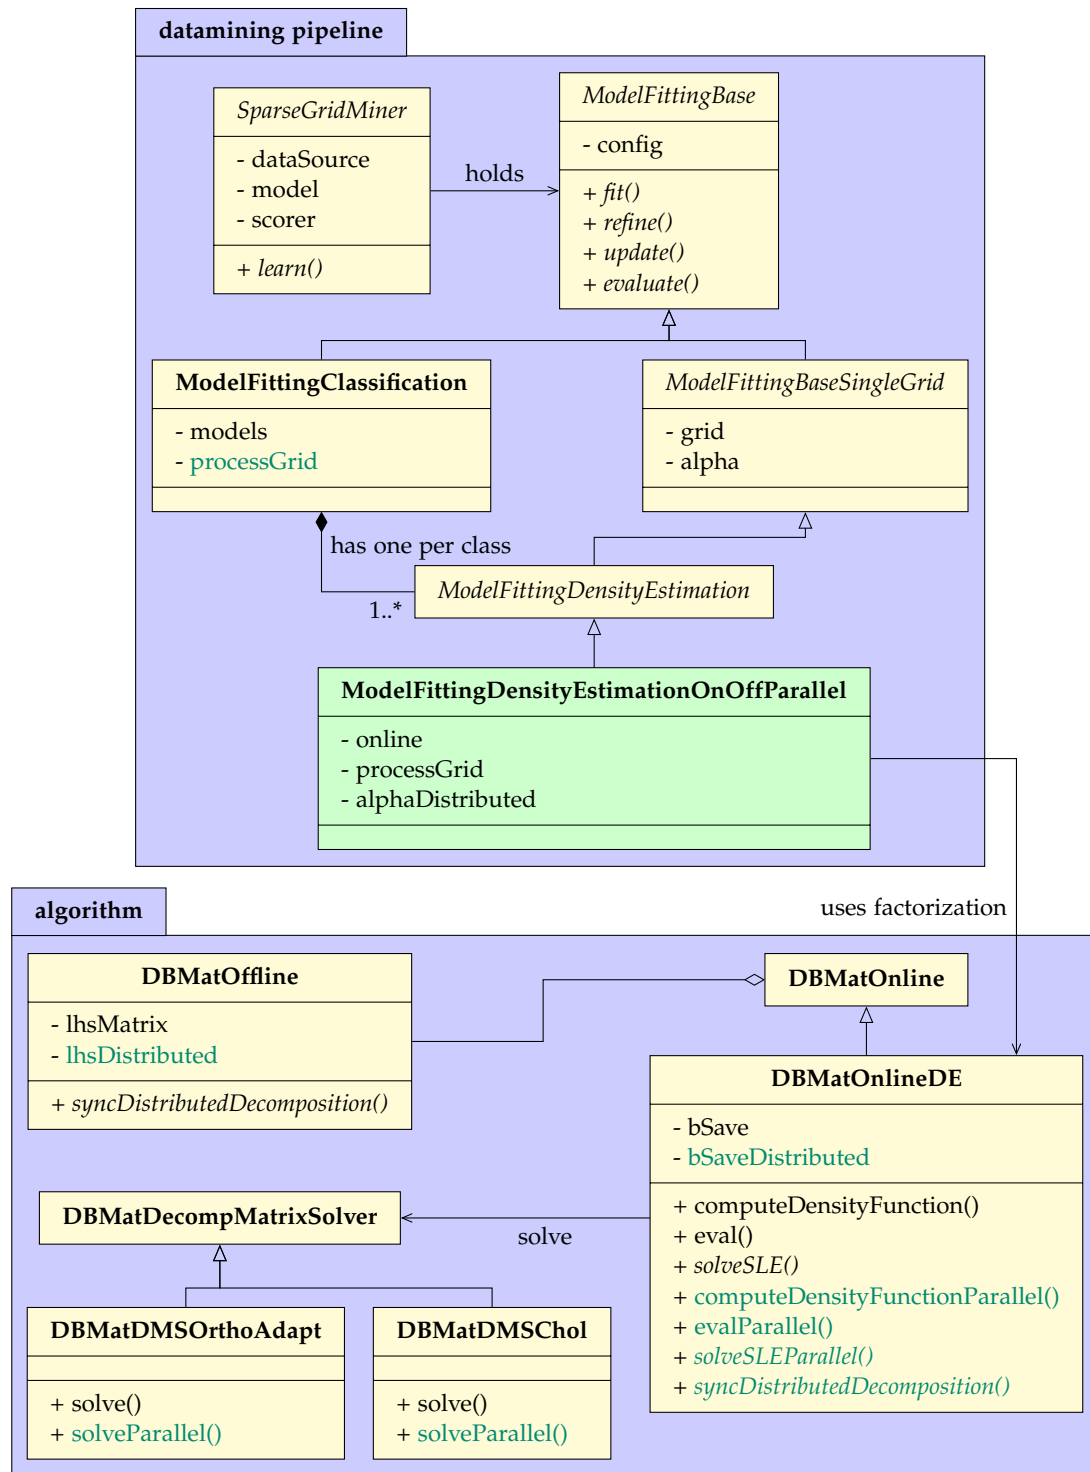 datamining pipeline
SparseGridMiner
- dataSource
- model
- scorer
+ learn()
holds
ModelFittingBase
- config
+ fit()
+ refine()
+ update()
+ evaluate()
ModelFittingClassification
- models
- processGrid
ModelFittingBaseSingleGrid
- grid
- alpha
has one per class
1..*
ModelFittingDensityEstimation
ModelFittingDensityEstimationOnOffParallel
- online
- processGrid
- alphaDistributed
uses factorization
algorithm
DBMatOffline
- lhsMatrix
- lhsDistributed
+ syncDistributedDecomposition()
DBMatOnline
DBMatOnlineDE
- bSave
- bSaveDistributed
+ computeDensityFunction()
+ eval()
+ solveSLE()
+ computeDensityFunctionParallel()
+ evalParallel()
+ solveSLEParallel()
+ syncDistributedDecomposition()
DBMatDecompMatrixSolver
solve
DBMatDMSOrthoAdapt
+ solve()
+ solveParallel()
DBMatDMSChol
+ solve()
+ solveParallel()